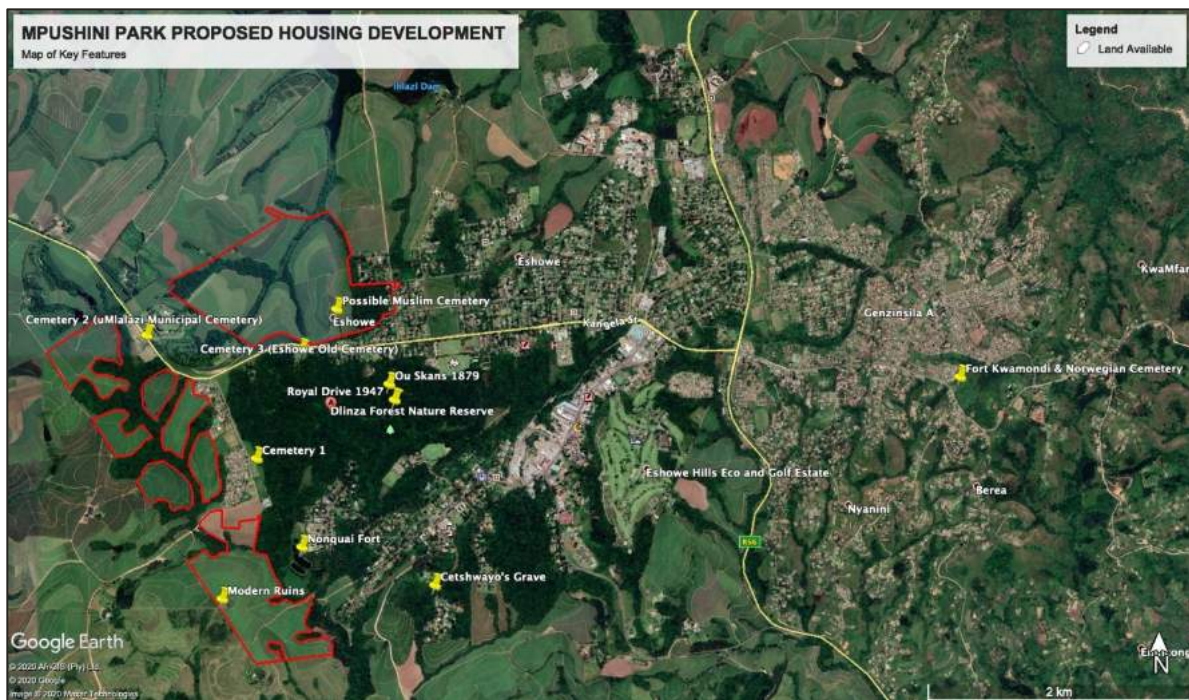 MPUSHINI PARK PROPOSED HOUSING DEVELOPMENT
Map of Key Features
Legend
Land Available
Eshowe
KwaMfan
Possible Muslim Cemetery
Eshowe
Cemetery 2 (uMlalazi Municipal Cemetery)
Genzinsila A
Kangela St
Cemetery 3 (Eshowe Old Cemetery)
Fort Kwamondi & Norwegian Cemetery
Ou Skans 1879
Royal Drive 1947
Dlinza Forest Nature Reserve
Cemetery 1
Eshowe Hills Eco and Golf Estate
Berea
Nyanini
Nonquai Fort
R66
Cetshwayo's Grave
Modern Ruins
Google Earth
© 2020 AfriGIS (Pty) Ltd.
© 2020 Google
Image © 2020 Maxar Technologies
N
2 km